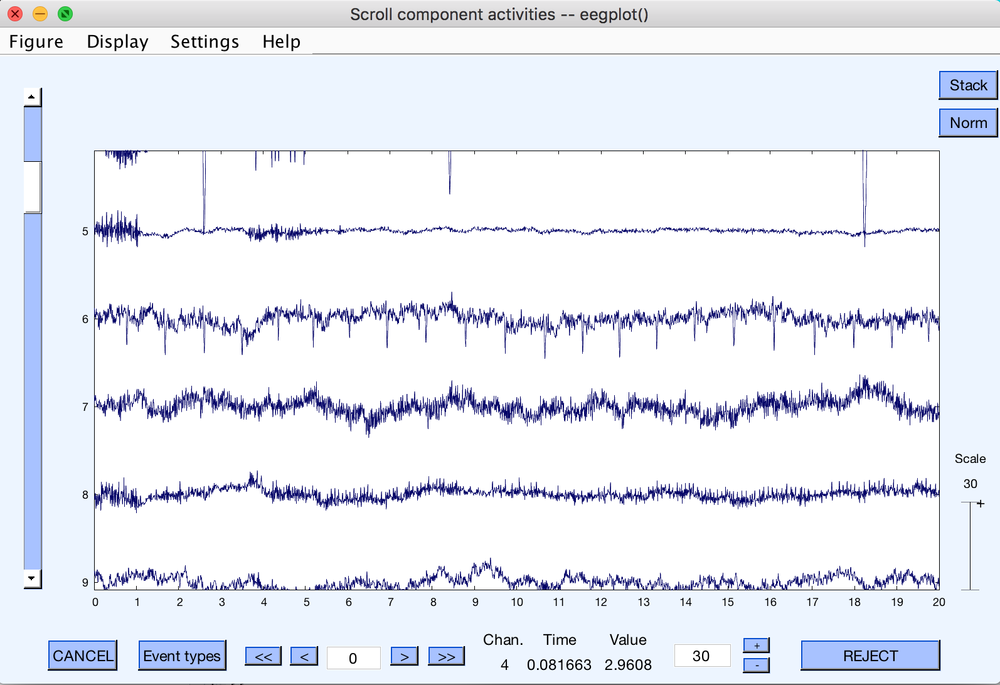 Scroll component activities -- eegplot()
Figure Display Settings Help
Stack
Norm
5
6
7
8
9
0 1 2 3 4 5 6 7 8 9 10 11 12 13 14 15 16 17 18 19 20
Scale
30
+
CANCEL Event types << < 0 > >>
Chan. Time Value
4 0.081663 2.9608
30
+
-
REJECT